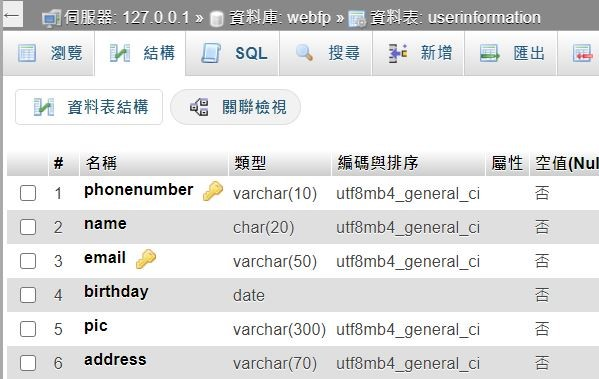 ← 伺服器: 127.0.0.1 » 資料庫: webfp » 資料表: userinformation
瀏覽 結構 SQL 搜尋 新增 匯出
資料表結構 關聯檢視
# 名稱 類型 編碼與排序 屬性 空值(Nul
1 phonenumber varchar(10) utf8mb4_general_ci 否
2 name char(20) utf8mb4_general_ci 否
3 email varchar(50) utf8mb4_general_ci 否
4 birthday date 否
5 pic varchar(300) utf8mb4_general_ci 否
6 address varchar(70) utf8mb4_general_ci 否